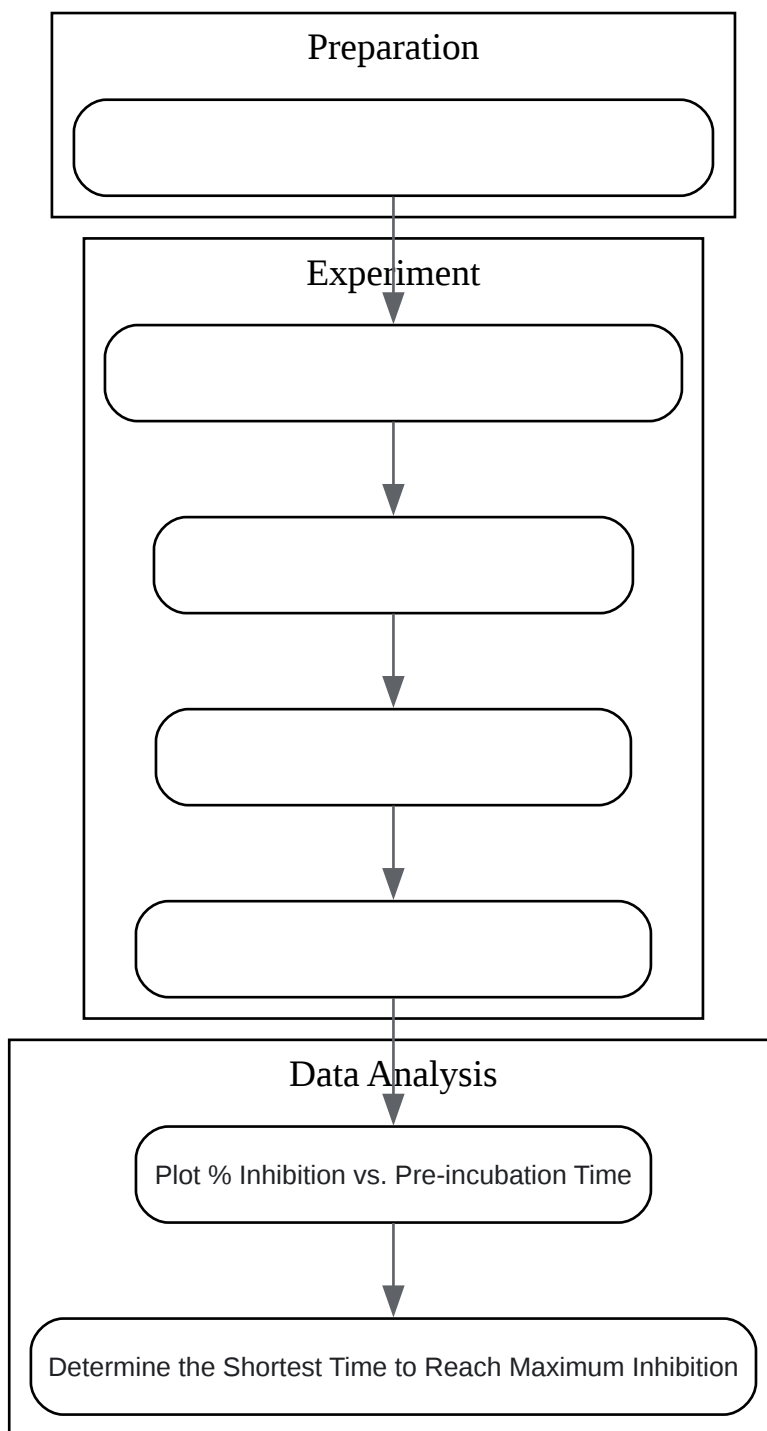 Preparation
Experiment
Data Analysis
Plot % Inhibition vs. Pre-incubation Time
Determine the Shortest Time to Reach Maximum Inhibition